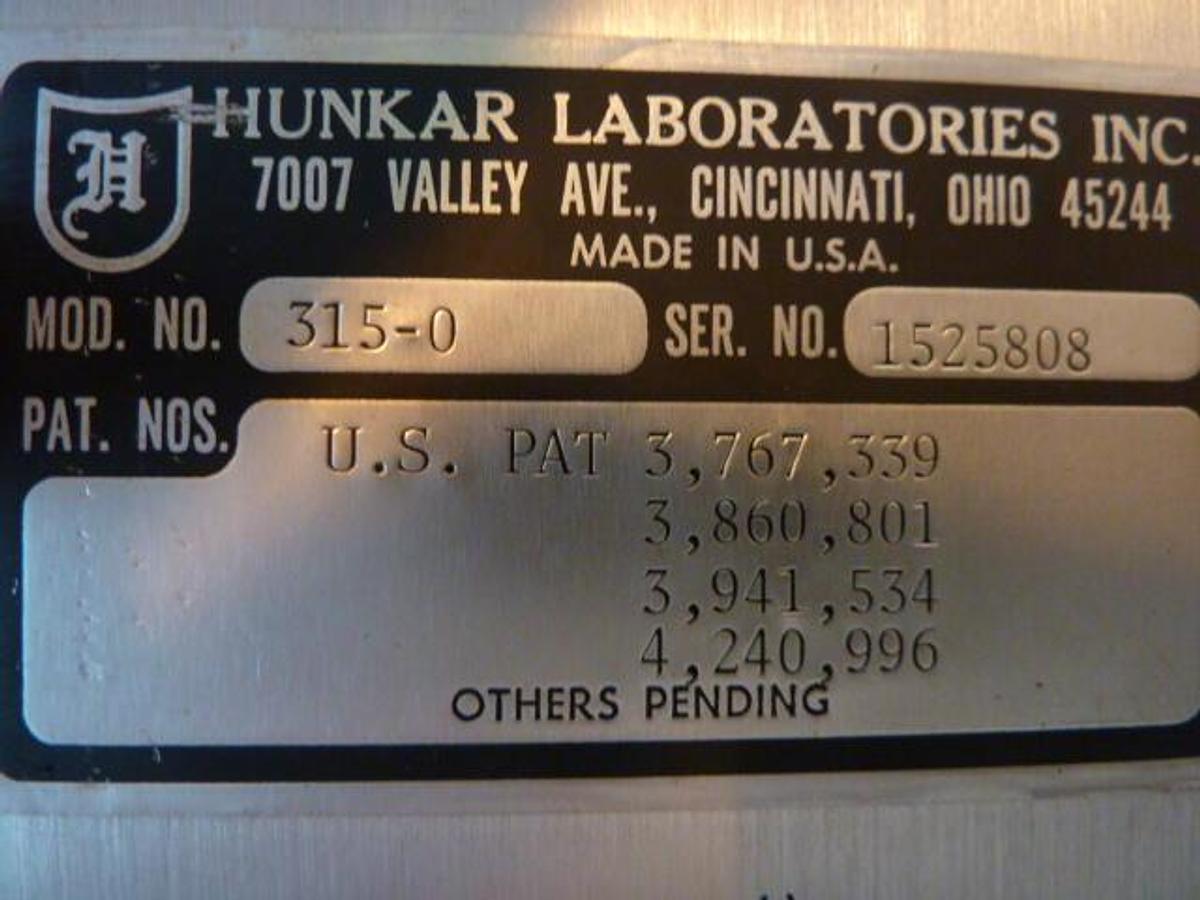 H
HUNKAR LABORATORIES INC.
7007 VALLEY AVE., CINCINNATI, OHIO 45244
MADE IN U.S.A.
MOD. NO. 315-0 SER. NO. 1525808
PAT. NOS. U.S. PAT 3,767,339
3,860,801
3,941,534
4,240,996
OTHERS PENDING